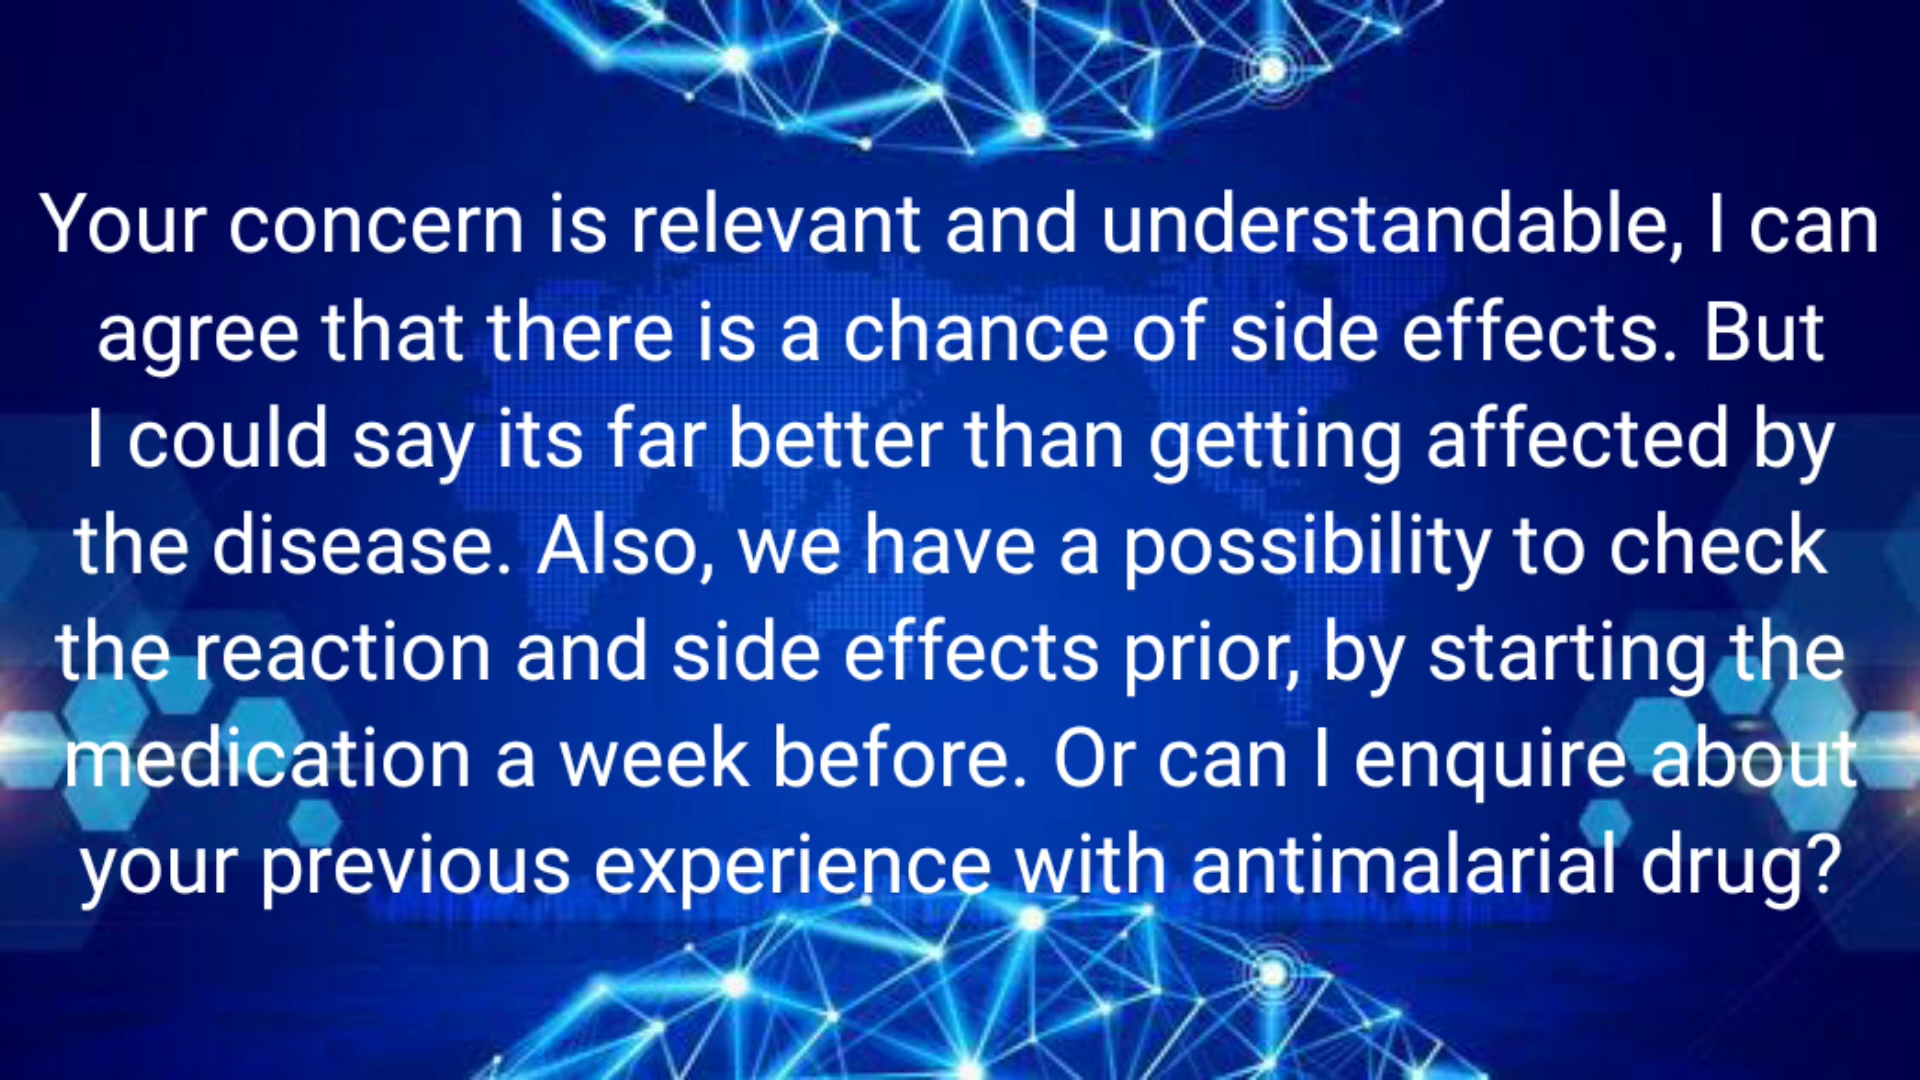 Your concern is relevant and understandable, I can
agree that there is a chance of side effects. But
I could say its far better than getting affected by
the disease. Also, we have a possibility to check
the reaction and side effects prior, by starting the
medication a week before. Or can I enquire about
your previous experience with antimalarial drug?